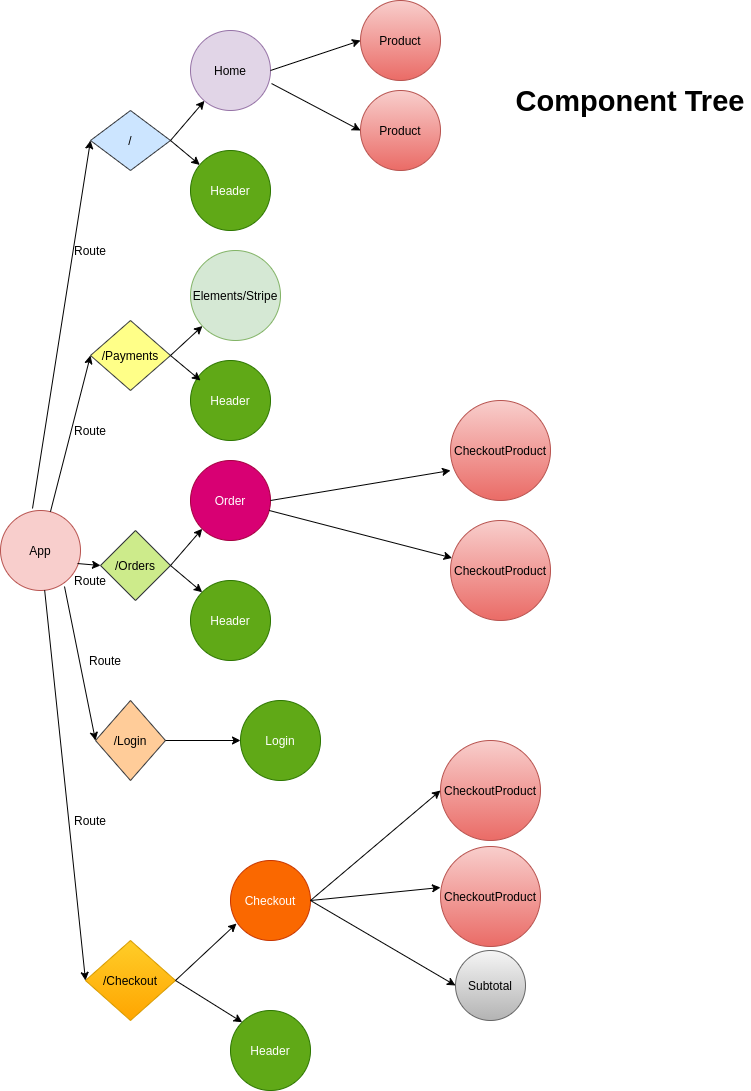 Product
Home
Component Tree
Product
/
Header
Route
Elements/Stripe
/Payments
Header
Route
CheckoutProduct
Order
App
/Orders
CheckoutProduct
Route
Header
Route
/Login
Login
CheckoutProduct
Route
Checkout
CheckoutProduct
/Checkout
Subtotal
Header